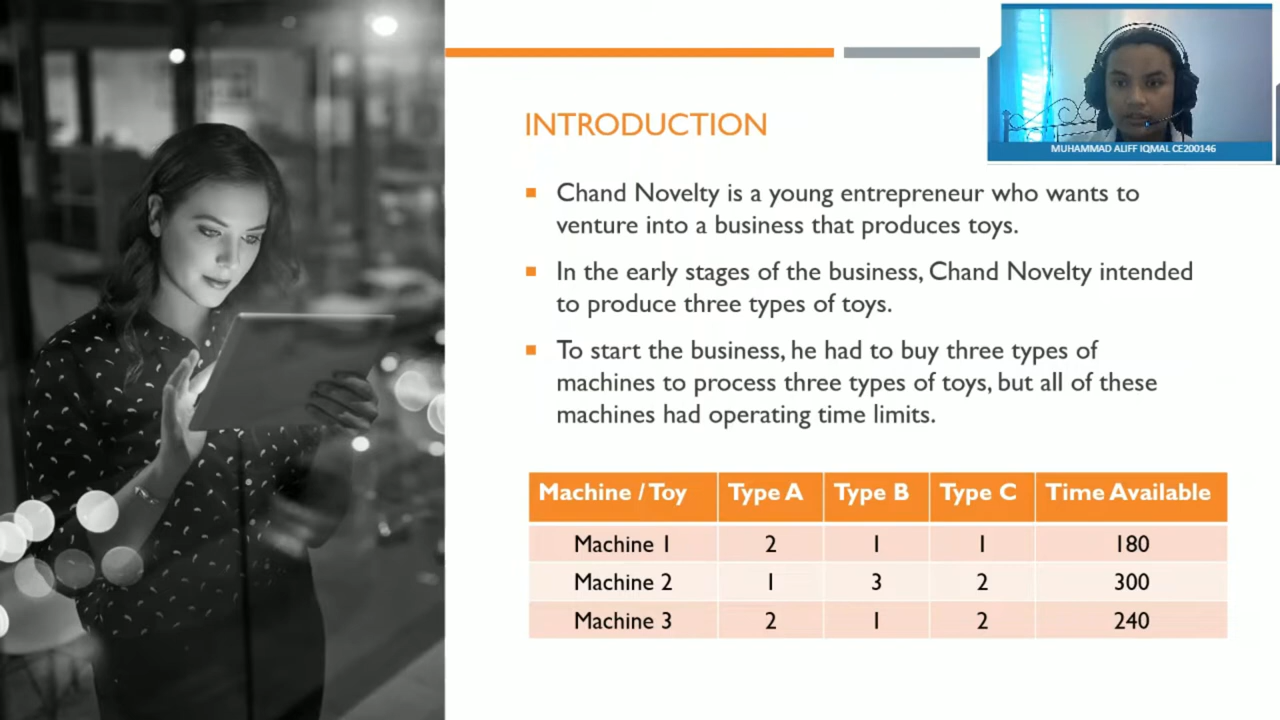 MUHAMMAD ALIFF IQMAL CE200146
INTRODUCTION
Chand Novelty is a young entrepreneur who wants to
venture into a business that produces toys.
In the early stages of the business, Chand Novelty intended
to produce three types of toys.
To start the business, he had to buy three types of
machines to process three types of toys, but all of these
machines had operating time limits.
Machine / Toy Type A Type B Type C Time Available
Machine 1 2 1 1 180
Machine 2 1 3 2 300
Machine 3 2 1 2 240